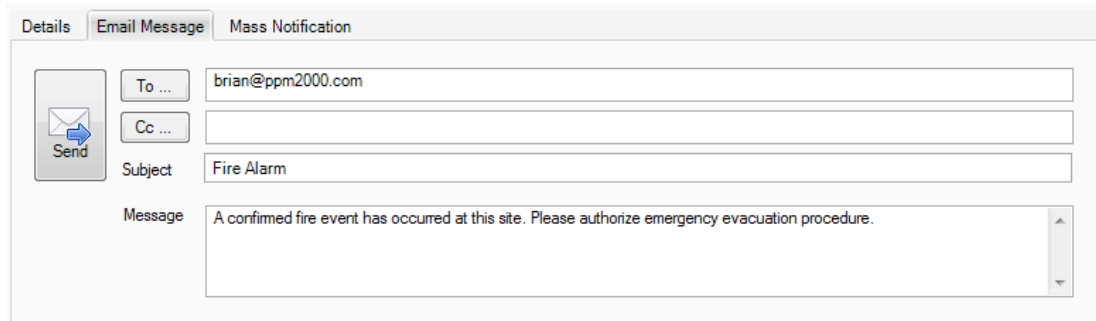 Details Email Message Mass Notification
To ... brian@ppm2000.com
Cc ...
Send
Subject Fire Alarm
Message A confirmed fire event has occurred at this site. Please authorize emergency evacuation procedure.